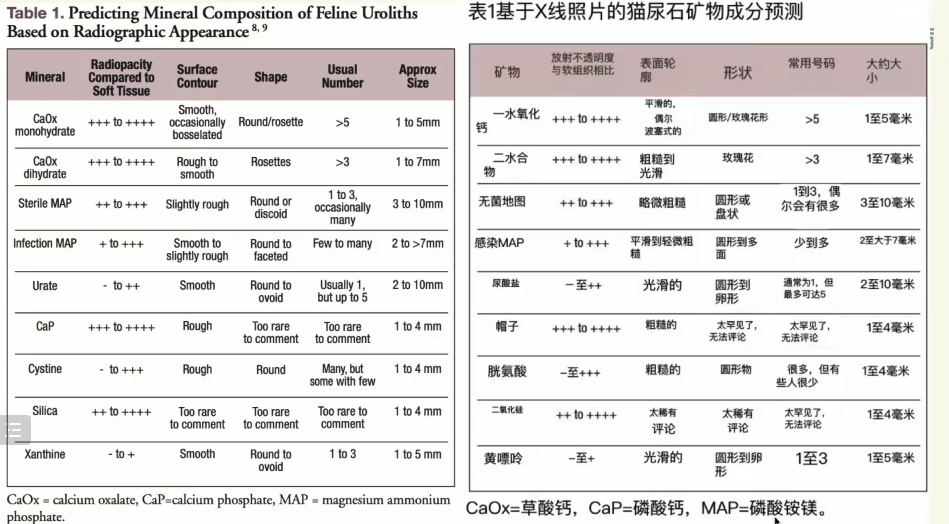 Table 1. Predicting Mineral Composition of Feline Uroliths
Based on Radiographic Appearance 8, 9
Mineral Radiopacity Compared to Soft Tissue Surface Contour Shape Usual Number Approx Size
CaOx monohydrate +++ to ++++ Smooth, occasionally bosselated Round/rosette >5 1 to 5mm
CaOx dihydrate +++ to ++++ Rough to smooth Rosettes >3 1 to 7mm
Sterile MAP ++ to +++ Slightly rough Round or discoid 1 to 3, occasionally many 3 to 10mm
Infection MAP + to +++ Smooth to slightly rough Round to faceted Few to many 2 to >7mm
Urate - to ++ Smooth Round to ovoid Usually 1, but up to 5 2 to 10mm
CaP +++ to ++++ Rough Too rare to comment Too rare to comment 1 to 4 mm
Cystine - to +++ Rough Round Many, but some with few 1 to 4 mm
Silica ++ to ++++ Too rare to comment Too rare to comment Too rare to comment 1 to 4 mm
Xanthine - to + Smooth Round to ovoid 1 to 3 1 to 5 mm
CaOx = calcium oxalate, CaP=calcium phosphate, MAP = magnesium ammonium
phosphate.
表1基于X线照片的猫尿石矿物成分预测
矿物 放射不透明度与软组织相比 表面轮廓 形状 常用号码 大约大小
一水氧化钙 +++ to ++++ 平滑的,偶尔波塞式的 圆形/玫瑰花形 >5 1至5毫米
二水合物 +++ to ++++ 粗糙到光滑 玫瑰花 >3 1至7毫米
无菌地图 ++ to +++ 略微粗糙 圆形或盘状 1到3，偶尔会有很多 3至10毫米
感染MAP + to +++ 平滑到轻微粗糙 圆形到多面 少到多 2至大于7毫米
尿酸盐 −至++ 光滑的 圆形到卵形 通常为1，但最多可达5 2至10毫米
帽子 +++ to ++++ 粗糙的 太罕见了，无法评论 太罕见了，无法评论 1至4毫米
胱氨酸 −至+++ 粗糙的 圆形物 很多，但有些人很少 1至4毫米
二氧化硅 ++ to ++++ 太稀有评论 太稀有评论 太罕见了，无法评论 1至4毫米
黄嘌呤 −至+ 光滑的 圆形到卵形 1至3 1至5毫米
CaOx=草酸钙，CaP=磷酸钙，MAP=磷酸铵镁。